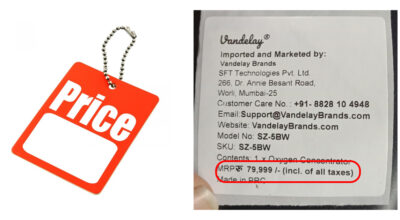 Price
Vandelay®
Imported and Marketed by:
Vandelay Brands
SFT Technologies Pvt. Ltd.
266, Dr. Annie Besant Road,
Worli, Mumbai-25
Customer Care No. : +91- 8828 10 4948
Email:Support@VandelayBrands.com
Website: VandelayBrands.com
Model No: SZ-5BW
SKU: SZ-5BW
Contents: 1 x Oxygen Concentrator
MRP ₹ 79,999 /- (incl. of all taxes)
Made in PRC